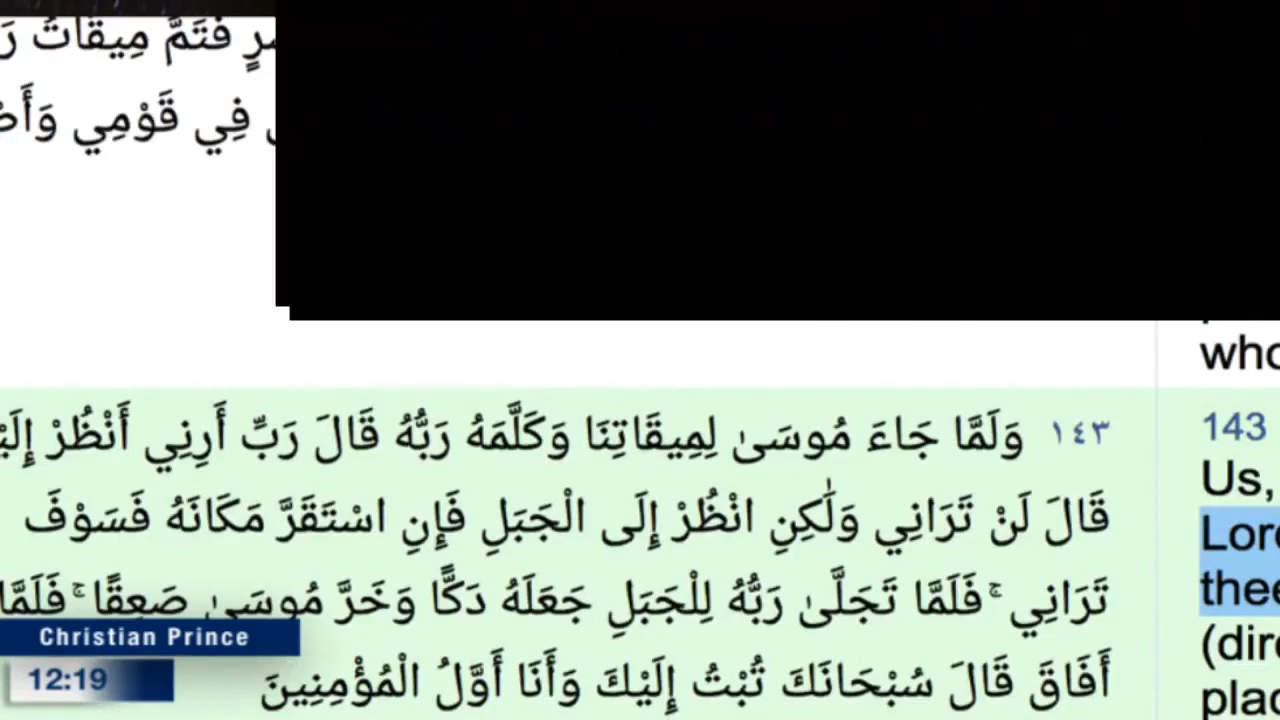 فَتَمَّ مِيقَاتُ
فِي قَوْمِي
who
١٤٣ وَلَمَّا جَاءَ مُوسَىٰ لِمِيقَاتِنَا وَكَلَّمَهُ رَبُّهُ قَالَ رَبِّ أَرِنِي أَنْظُرْ
قَالَ لَنْ تَرَانِي وَلَٰكِنِ انْظُرْ إِلَى الْجَبَلِ فَإِنِ اسْتَقَرَّ مَكَانَهُ فَسَوْفَ
تَرَانِي ۚ فَلَمَّا تَجَلَّىٰ رَبُّهُ لِلْجَبَلِ جَعَلَهُ دَكًّا وَخَرَّ مُوسَىٰ صَعِقًا ۚ فَلَمَّا
أَفَاقَ قَالَ سُبْحَانَكَ تُبْتُ إِلَيْكَ وَأَنَا أَوَّلُ الْمُؤْمِنِينَ
143
Us,
Lor
thee
(dire
plac
Christian Prince
12:19